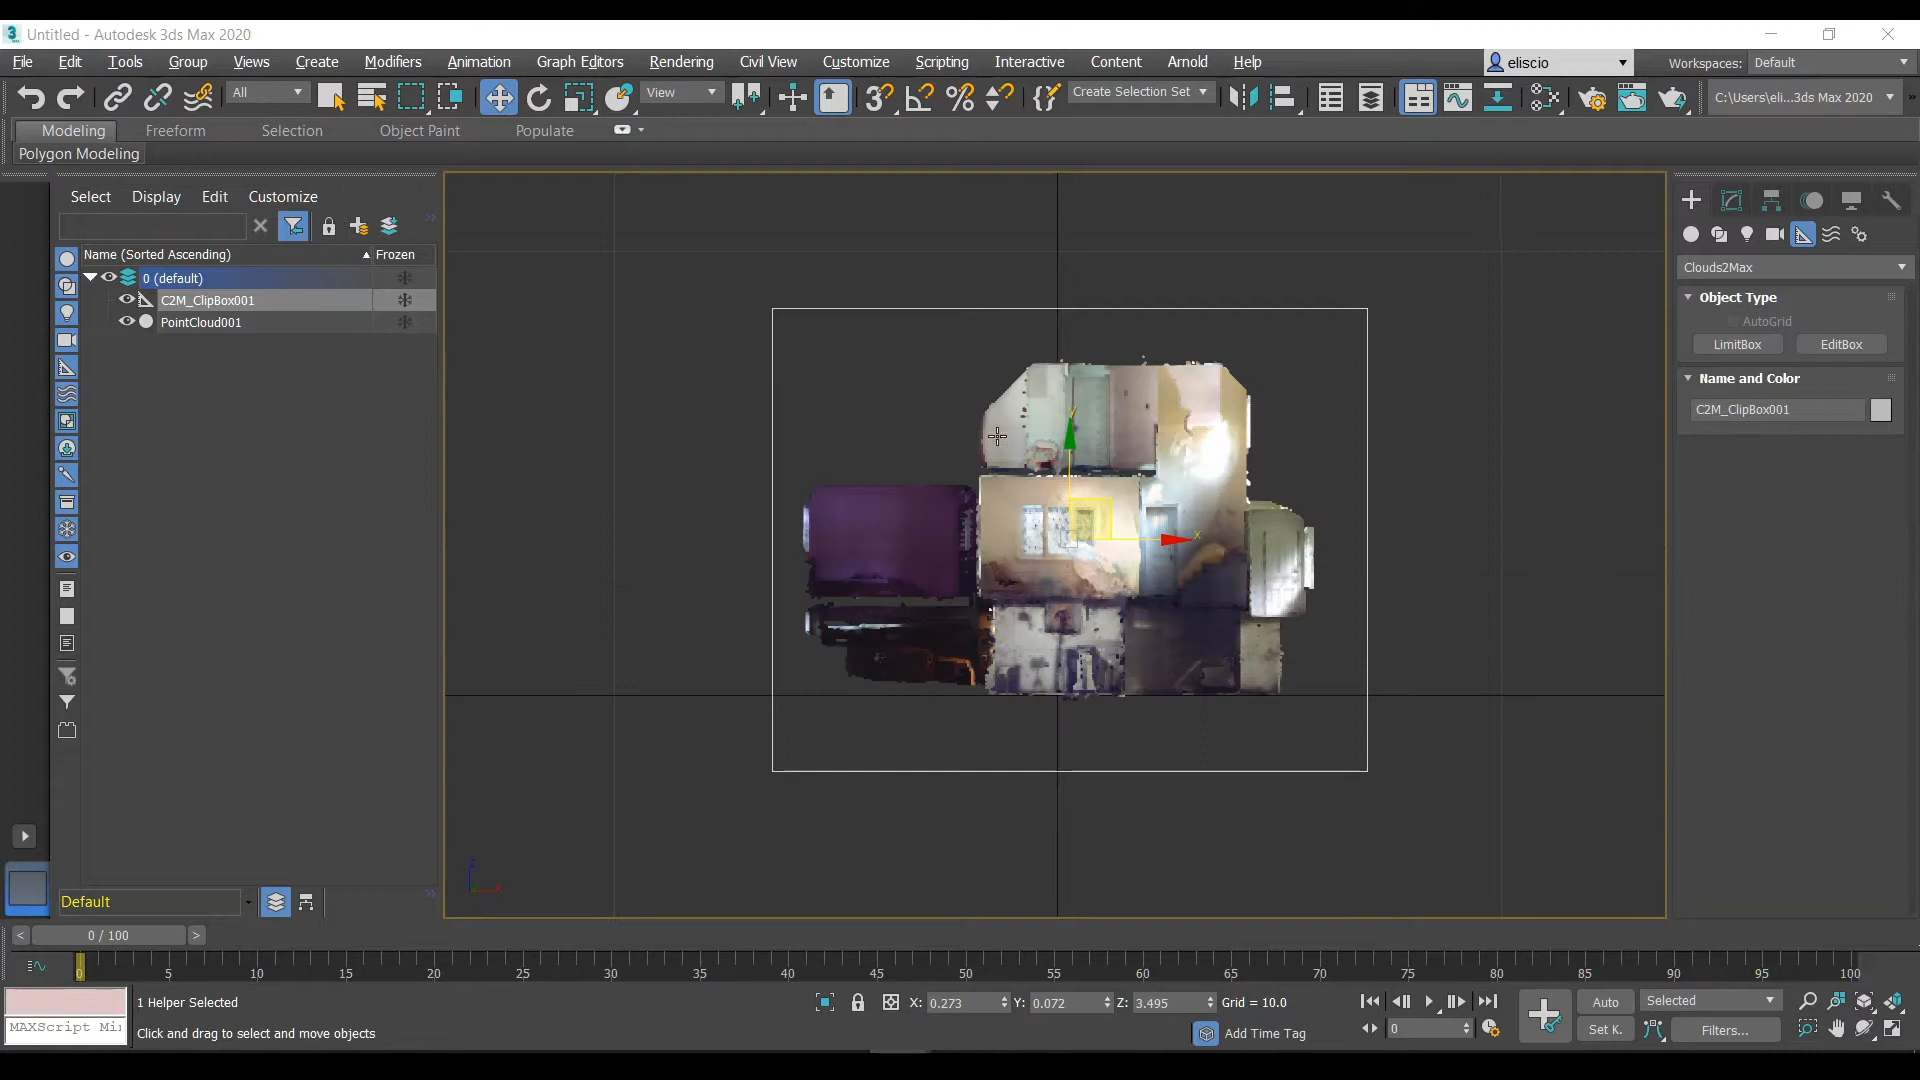 Untitled - Autodesk 3ds Max 2020
File Edit Tools Group Views Create Modifiers Animation Graph Editors Rendering Civil View Customize Scripting Interactive Content Arnold Help
eliscio
Workspaces: Default
All
View
Create Selection Set
C:\Users\eli...3ds Max 2020
Modeling Freeform Selection Object Paint Populate
Polygon Modeling
Select Display Edit Customize
Name (Sorted Ascending) Frozen
0 (default)
C2M_ClipBox001
PointCloud001
Clouds2Max
Object Type
AutoGrid
LimitBox EditBox
Name and Color
C2M_ClipBox001
y
x
z
x
Default
0 / 100
0 5 10 15 20 25 30 35 40 45 50 55 60 65 70 75 80 85 90 95 100
1 Helper Selected
X: 0.273 Y: 0.072 Z: 3.495 Grid = 10.0
Auto Selected
MAXScript Mi
Click and drag to select and move objects
Add Time Tag
0
Set K. Filters...